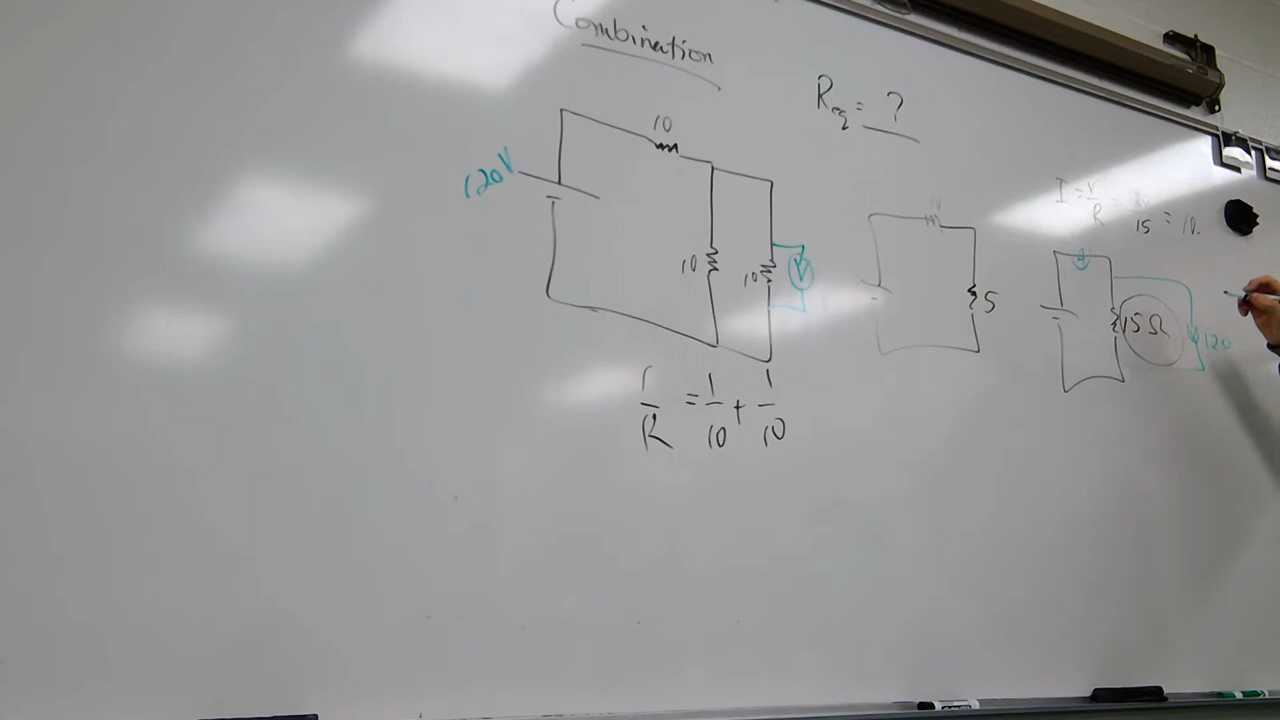 Combination
Req = ?
120V
10
10
10
V
1/R = 1/10 + 1/10
5
I = V/R
15 = 10.
15Ω
120